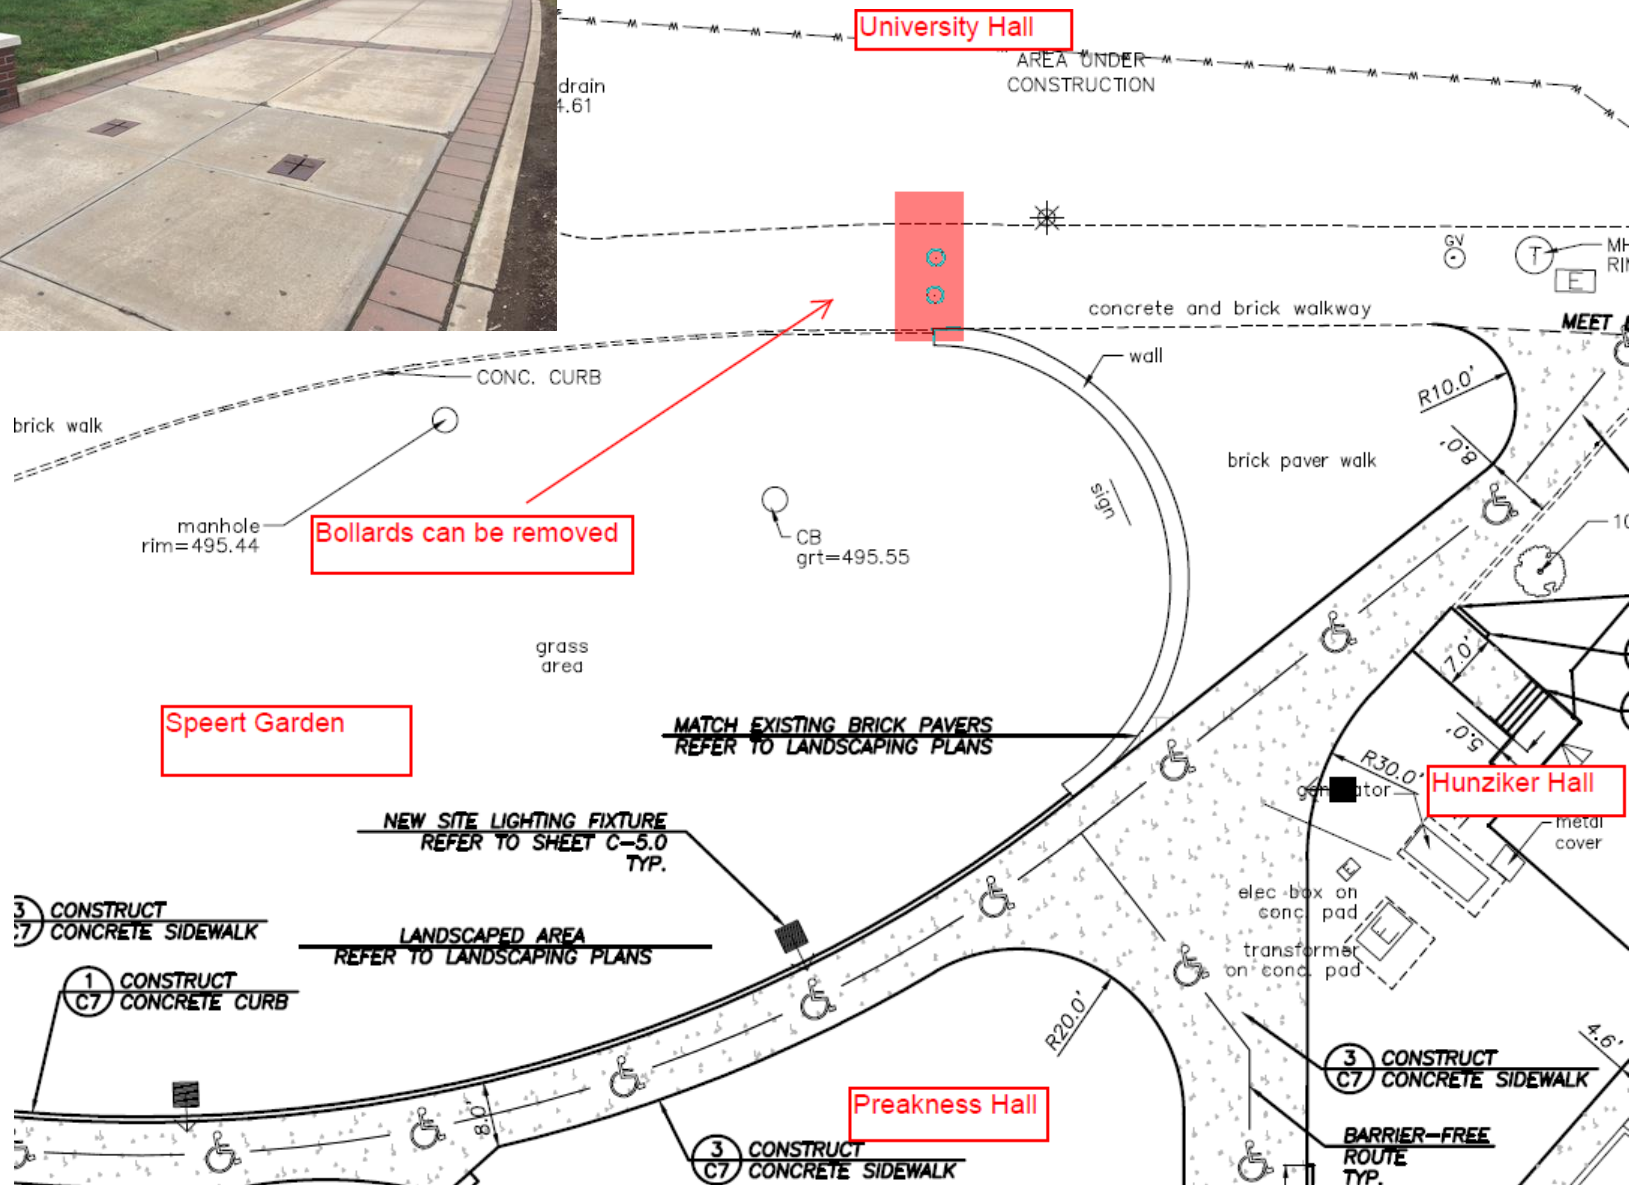 University Hall
AREA UNDER
CONSTRUCTION
drain
4.61
GV
T
E
concrete and brick walkway
wall
CONC. CURB
brick walk
R10.0'
8.0'
brick paver walk
sign
manhole
rim=495.44
Bollards can be removed
CB
grt=495.55
grass
area
7.0'
5.0'
Speert Garden
MATCH EXISTING BRICK PAVERS
REFER TO LANDSCAPING PLANS
R30.0'
Hunziker Hall
metal
cover
NEW SITE LIGHTING FIXTURE
REFER TO SHEET C-5.0
TYP.
E
elec box on
conc. pad
E
transformer
on conc. pad
3
C7
CONSTRUCT
CONCRETE SIDEWALK
LANDSCAPED AREA
REFER TO LANDSCAPING PLANS
1
C7
CONSTRUCT
CONCRETE CURB
R20.0'
4.6'
3
C7
CONSTRUCT
CONCRETE SIDEWALK
8.0'
Preakness Hall
3
C7
CONSTRUCT
CONCRETE SIDEWALK
BARRIER-FREE
ROUTE
TYP.